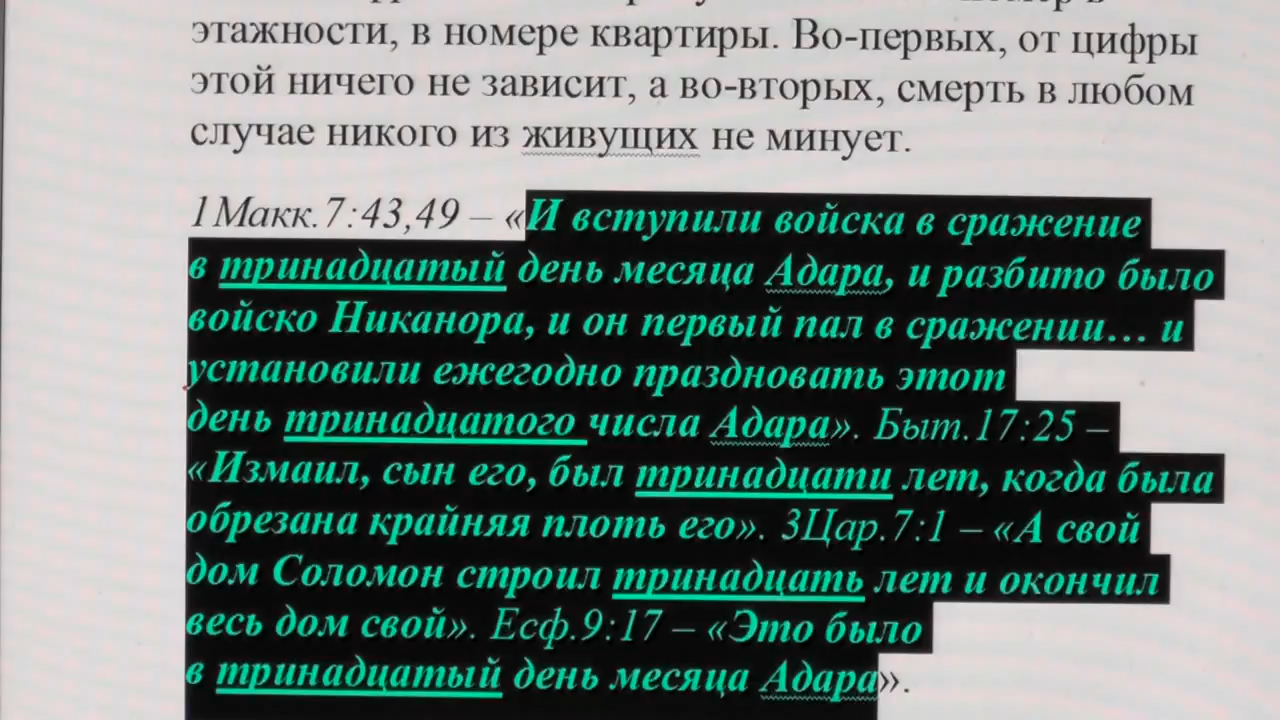 этажности, в номере квартиры. Во-первых, от цифры
этой ничего не зависит, а во-вторых, смерть в любом
случае никого из живущих не минует.
1Макк.7:43,49 – «И вступили войска в сражение
в тринадцатый день месяца Адара, и разбито было
войско Никанора, и он первый пал в сражении… и
установили ежегодно праздновать этот
день тринадцатого числа Адара». Быт.17:25 –
«Измаил, сын его, был тринадцати лет, когда была
обрезана крайняя плоть его». 3Цар.7:1 – «А свой
дом Соломон строил тринадцать лет и окончил
весь дом свой». Есф.9:17 – «Это было
в тринадцатый день месяца Адара».